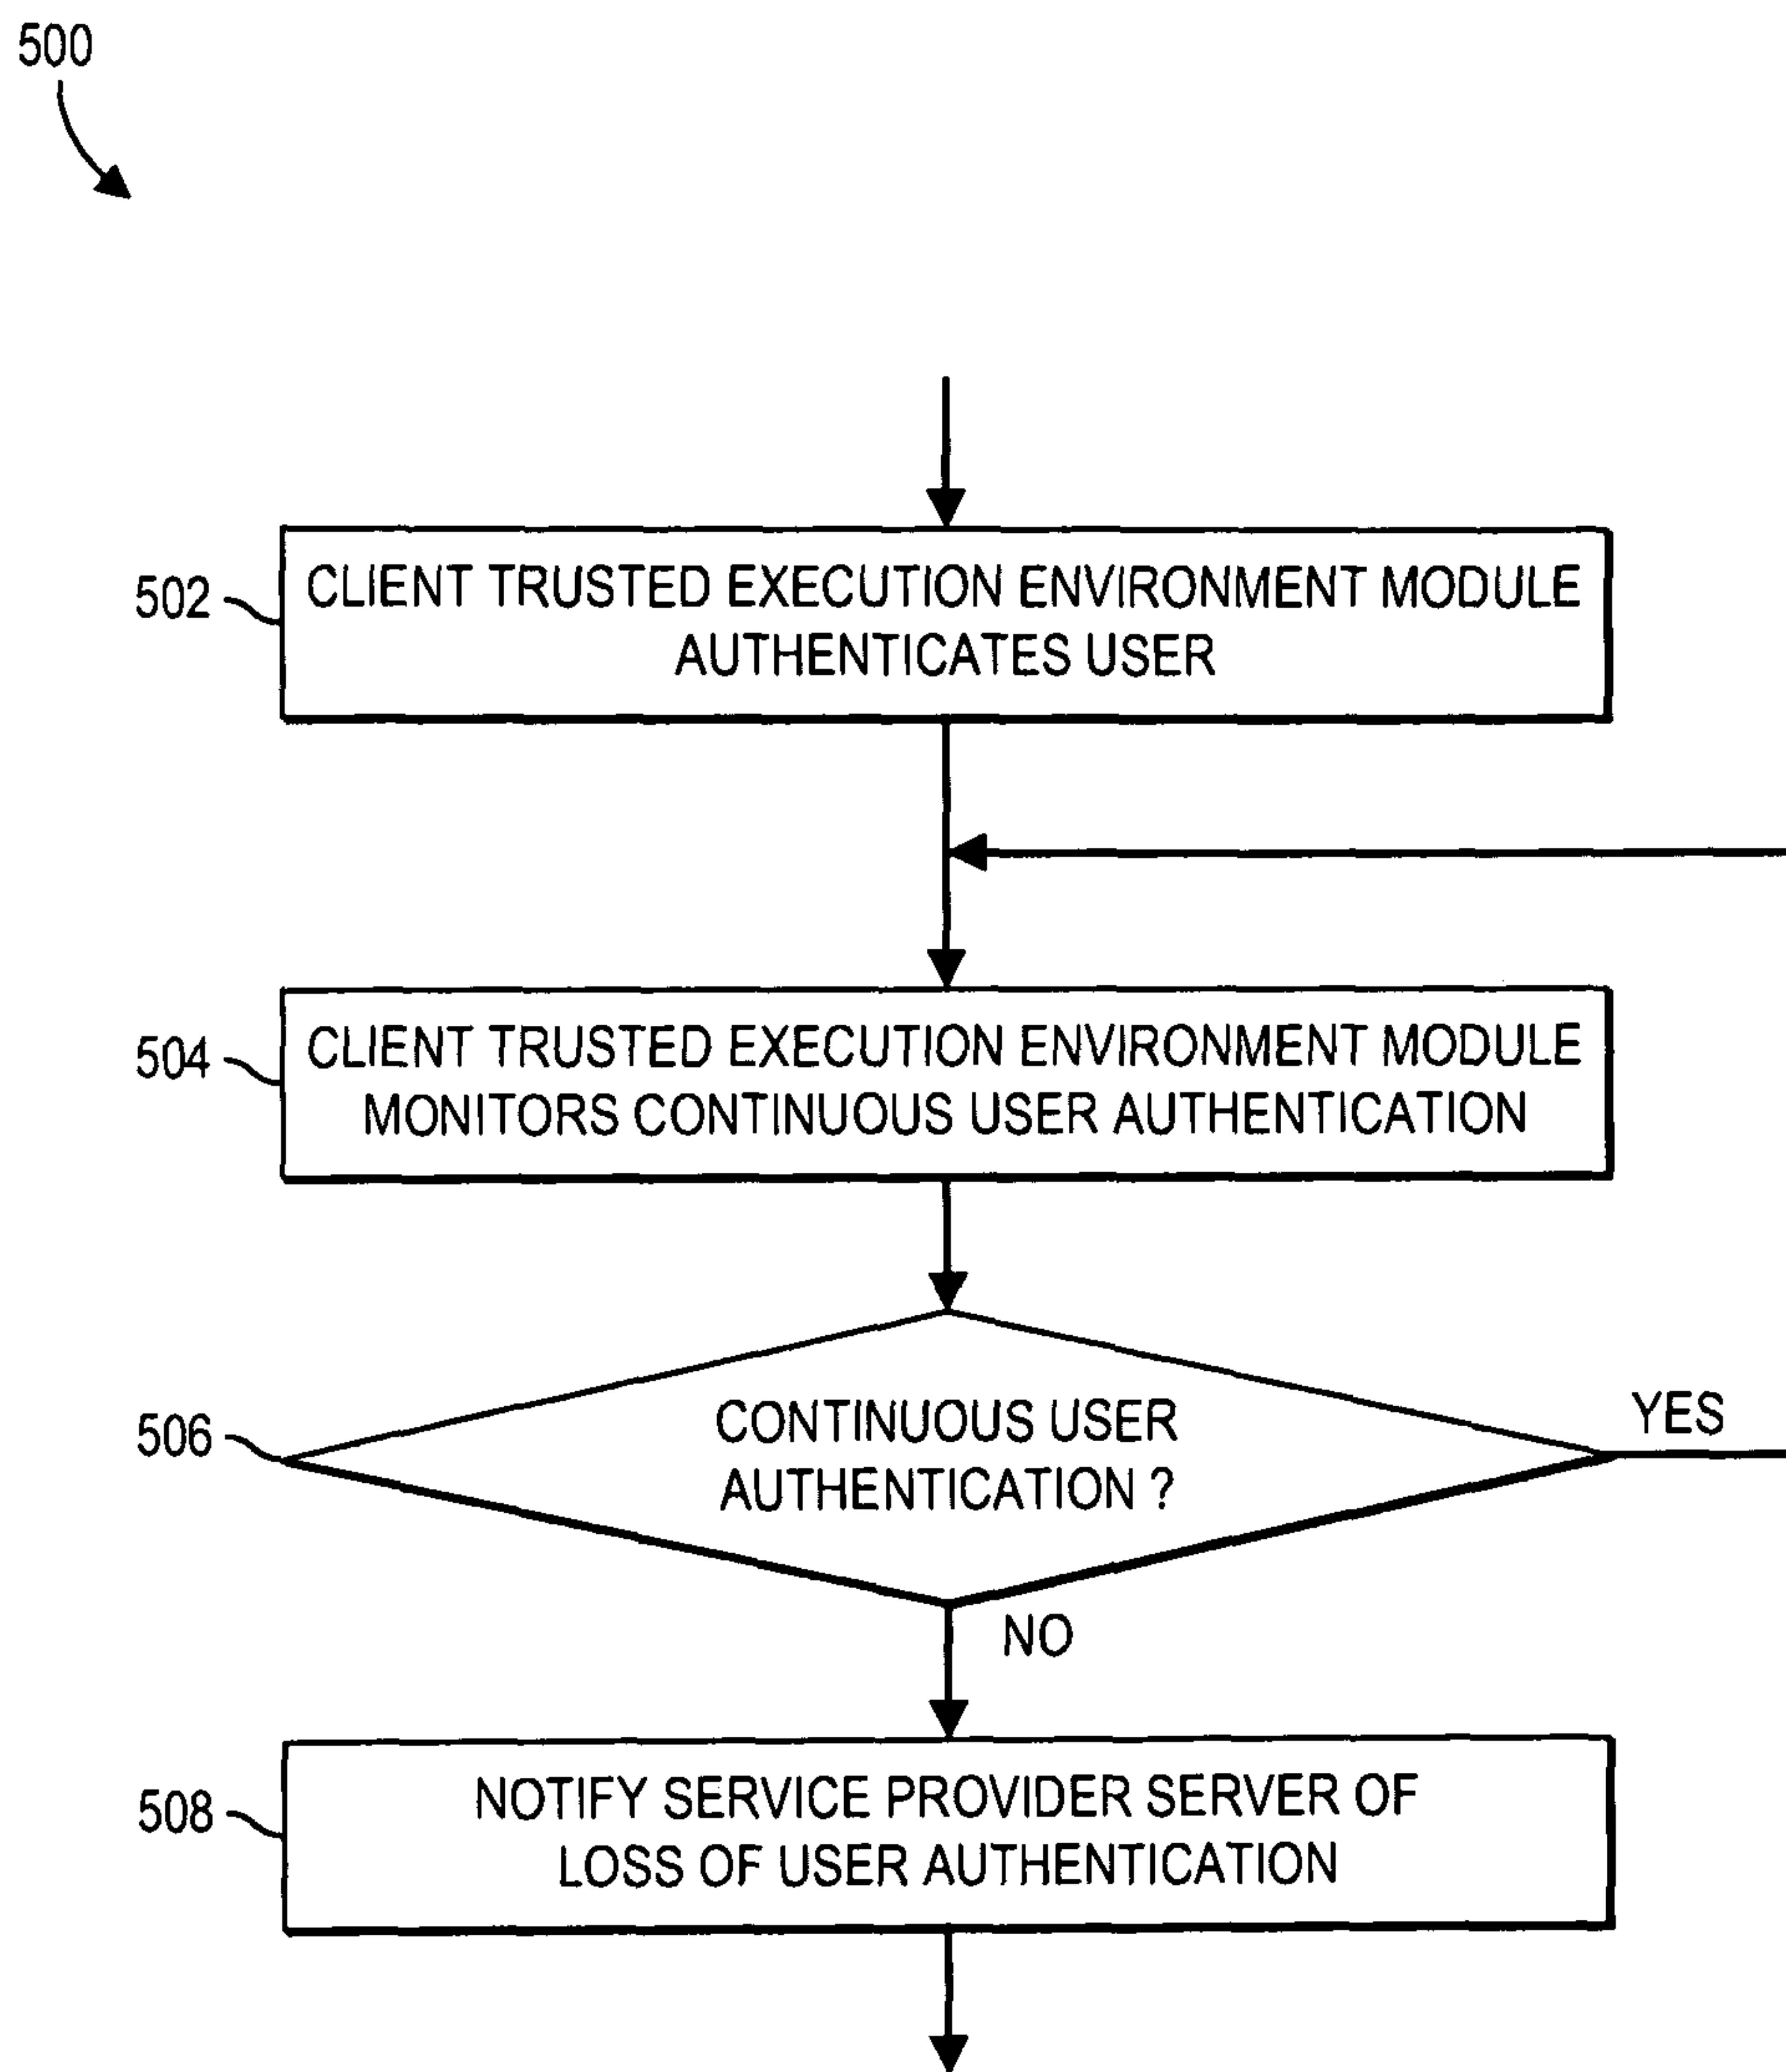 500
502
CLIENT TRUSTED EXECUTION ENVIRONMENT MODULE
AUTHENTICATES USER
504
CLIENT TRUSTED EXECUTION ENVIRONMENT MODULE
MONITORS CONTINUOUS USER AUTHENTICATION
506
CONTINUOUS USER
AUTHENTICATION ?
YES
NO
508
NOTIFY SERVICE PROVIDER SERVER OF
LOSS OF USER AUTHENTICATION